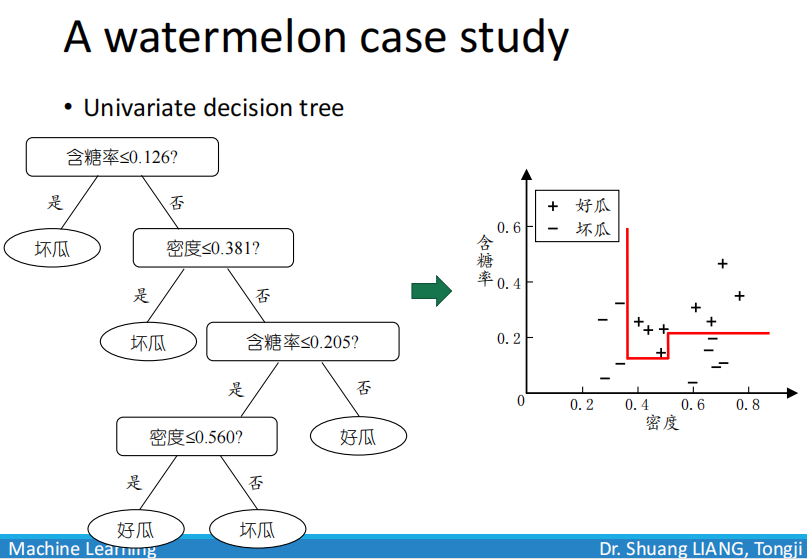 A watermelon case study
• Univariate decision tree
含糖率≤0.126?
是 否
坏瓜
密度≤0.381?
是 否
坏瓜
含糖率≤0.205?
是 否
密度≤0.560?
好瓜
是 否
好瓜 坏瓜
+ 好瓜
− 坏瓜
含糖率
0.6
0.4
0.2
0 0.2 0.4 0.6 0.8
密度
Machine Learning
Dr. Shuang LIANG, Tongji